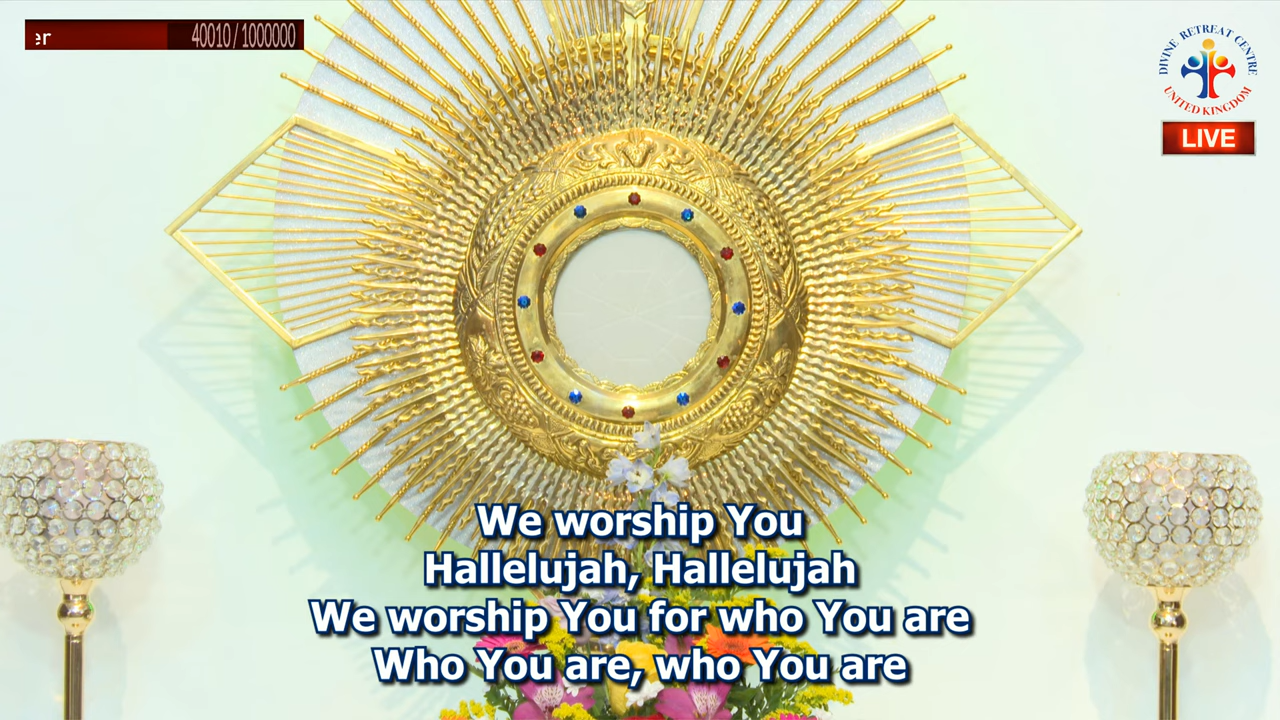 er 40010 / 1000000
DIVINE RETREAT CENTRE
UNITED KINGDOM
LIVE
We worship You
Hallelujah, Hallelujah
We worship You for who You are
Who You are, who You are